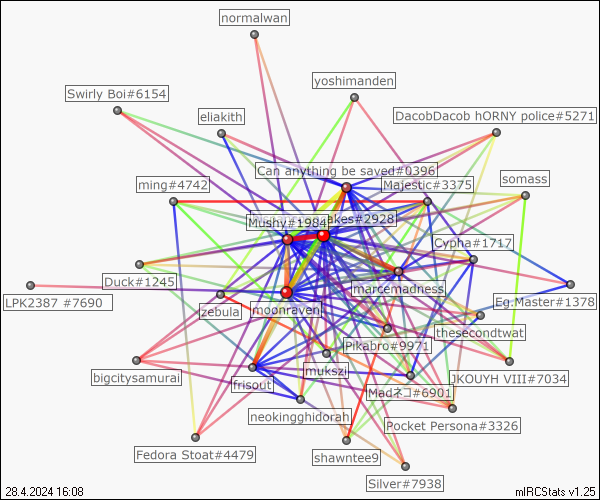 normalwan
yoshimanden
Swirly Boi#6154
eliakith
DacobDacob hORNY police#5271
Can anything be saved#0396
ming#4742
Majestic#3375
somass
Mushy#1984
akes#2928
Cypha#1717
Duck#1245
marcemadness
LPK2387 #7690
zebula
moonraven
Eg.Master#1378
thesecondtwat
Pikabro#9971
bigcitysamurai
frisout
mukszi
JKOUYH VIII#7034
Madネコ#6901
neokingghidorah
Pocket Persona#3326
Fedora Stoat#4479
shawntee9
Silver#7938
28.4.2024 16:08
mIRCStats v1.25